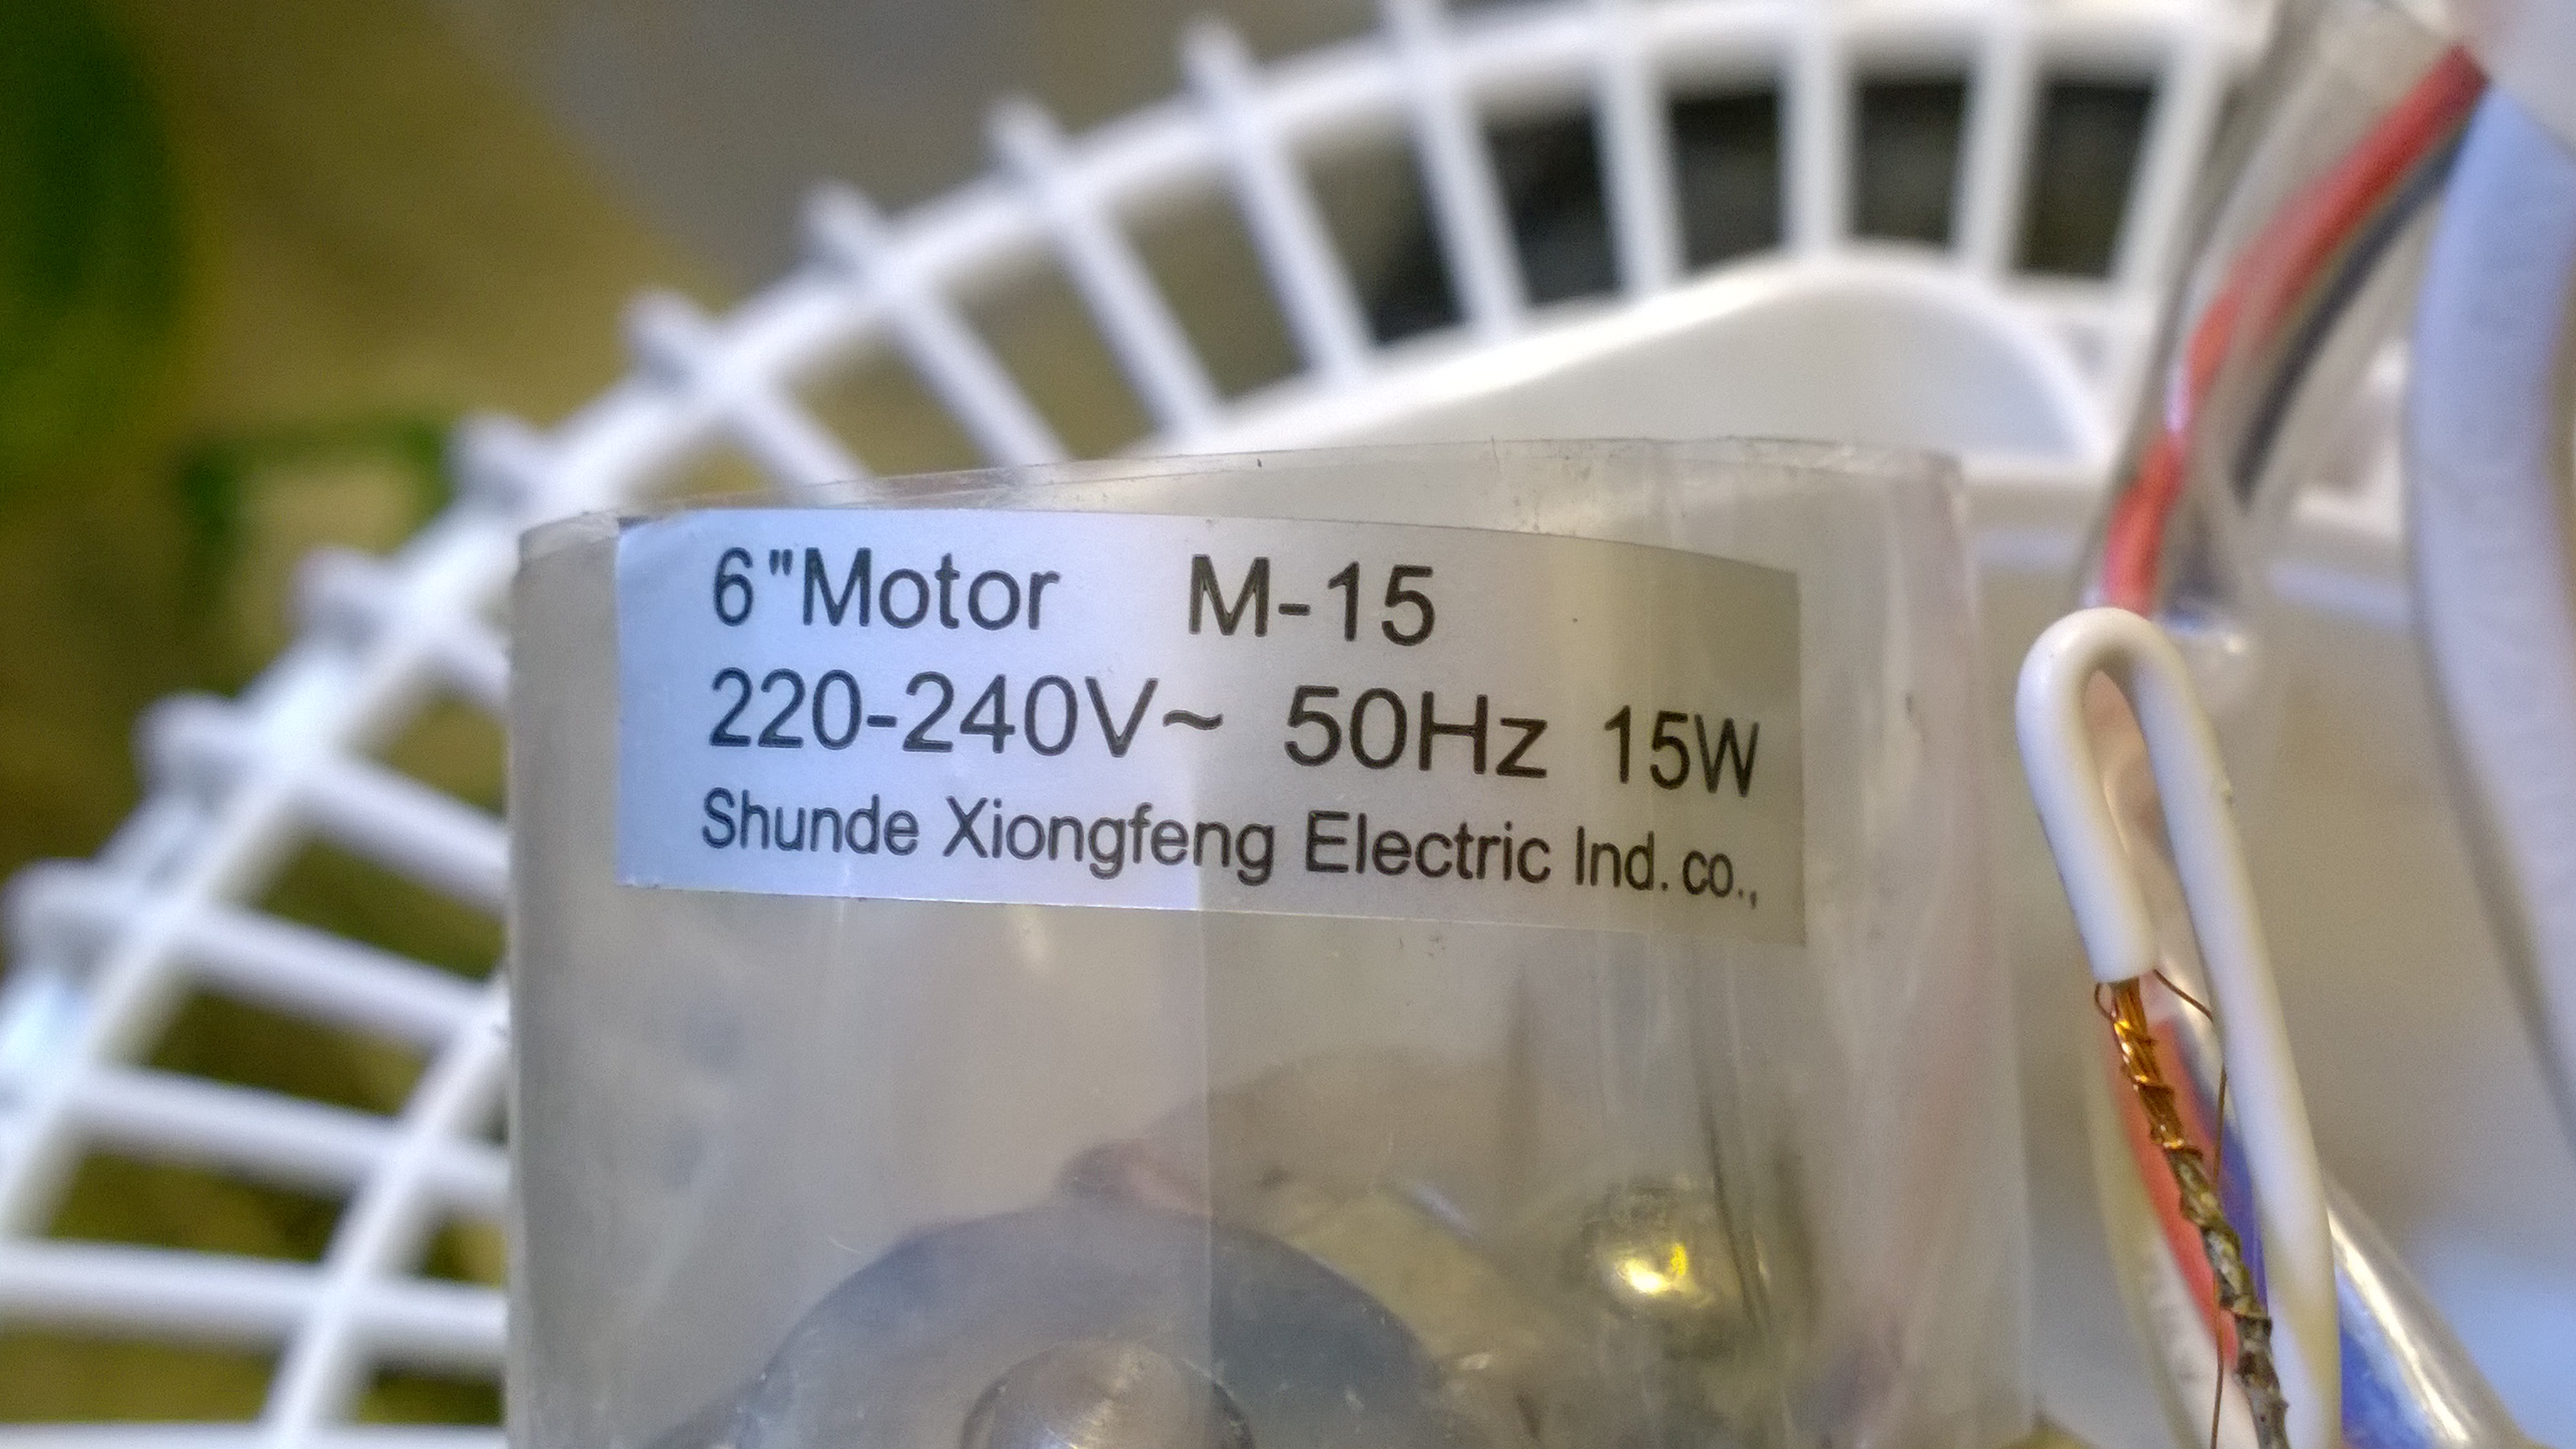 6"Motor M-15
220-240V~ 50Hz 15W
Shunde Xiongfeng Electric Ind. co.,